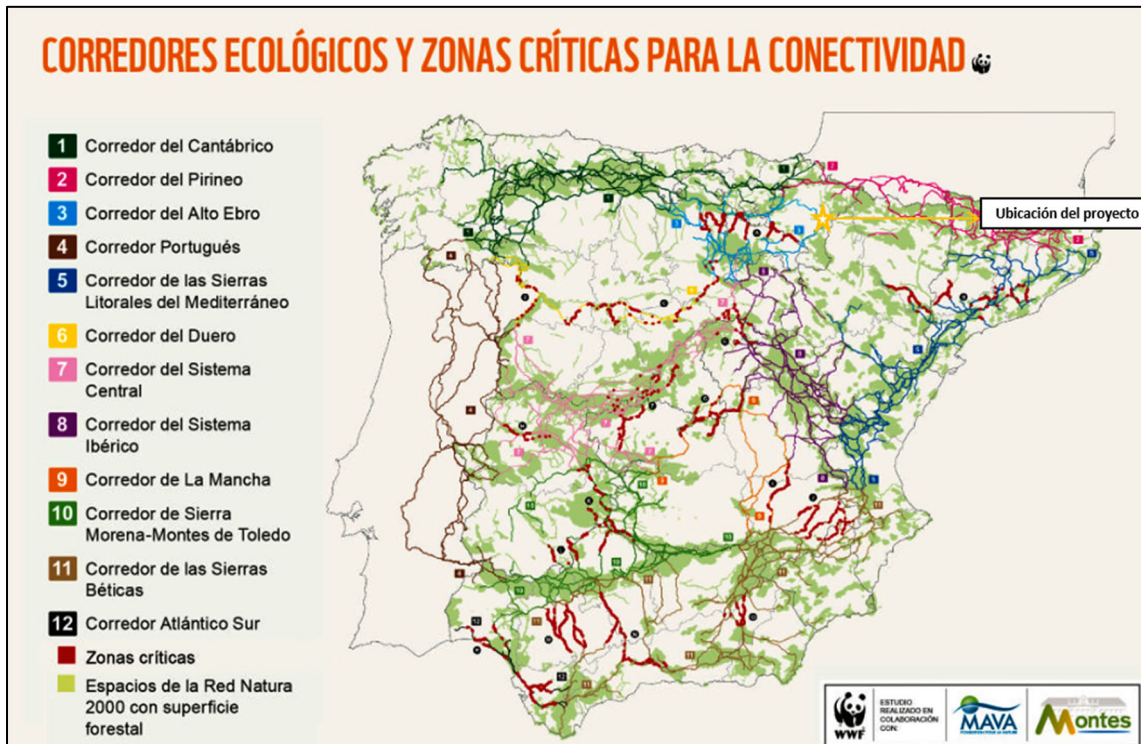 CORREDORES ECOLÓGICOS Y ZONAS CRÍTICAS PARA LA CONECTIVIDAD
1 Corredor del Cantábrico
2 Corredor del Pirineo
3 Corredor del Alto Ebro
4 Corredor Portugués
5 Corredor de las Sierras
Litorales del Mediterráneo
6 Corredor del Duero
7 Corredor del Sistema
Central
8 Corredor del Sistema
Ibérico
9 Corredor de La Mancha
10 Corredor de Sierra
Morena-Montes de Toledo
11 Corredor de las Sierras
Béticas
12 Corredor Atlántico Sur
Zonas críticas
Espacios de la Red Natura
2000 con superficie
forestal
Ubicación del proyecto
WWF
ESTUDIO
REALIZADO EN
COLABORACIÓN
CON:
MAVA
Montes